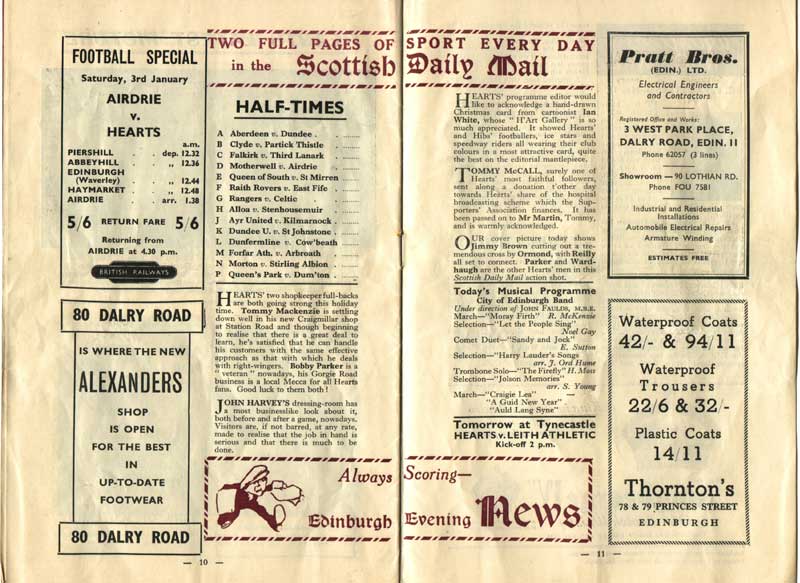 FOOTBALL SPECIAL
Saturday, 3rd January
AIRDRIE
v.
HEARTS
a.m.
PIERSHILL . . dep. 12.32
ABBEYHILL . . „ 12.36
EDINBURGH
(Waverley) . „ 12.44
HAYMARKET . „ 12.48
AIRDRIE . . arr. 1.38
5/6 RETURN FARE 5/6
Returning from
AIRDRIE at 4.30 p.m.
BRITISH RAILWAYS
80 DALRY ROAD
IS WHERE THE NEW
ALEXANDERS
SHOP
IS OPEN
FOR THE BEST
IN
UP-TO-DATE
FOOTWEAR
80 DALRY ROAD
TWO FULL PAGES OF SPORT EVERY DAY
in the Scottish Daily Mail
HALF-TIMES
A Aberdeen v. Dundee .
B Clyde v. Partick Thistle
C Falkirk v. Third Lanark
D Motherwell v. Airdrie
E Queen of South v. St Mirren
F Raith Rovers v. East Fife
G Rangers v. Celtic
H Alloa v. Stenhousemuir
J Ayr United v. Kilmarnock
K Dundee U. v. St Johnstone
L Dunfermline v. Cow'beath
M Forfar Ath. v. Arbroath
N Morton v. Stirling Albion
P Queen's Park v. Dum'ton
HEARTS' two shopkeeper full-backs
are both going strong this holiday
time. Tommy Mackenzie is settling
down well in his new Craigmillar shop
at Station Road and though beginning
to realise that there is a great deal to
learn, he's satisfied that he can handle
his customers with the same effective
approach as that with which he deals
with right-wingers. Bobby Parker is a
" veteran " nowadays, his Gorgie Road
business is a local Mecca for all Hearts
fans. Good luck to them both !
JOHN HARVEY'S dressing-room has
a most businesslike look about it,
both before and after a game, nowadays.
Visitors are, if not barred, at any rate,
made to realise that the job in hand is
serious and that there is much to be
done.
HEARTS' programme editor would
like to acknowledge a hand-drawn
Christmas card from cartoonist Ian
White, whose " H'Art Gallery " is so
much appreciated. It showed Hearts'
and Hibs' footballers, ice stars and
speedway riders all wearing their club
colours in a most attractive card, quite
the best on the editorial mantlepiece.
TOMMY McCALL, surely one of
Hearts' most faithful followers,
sent along a donation t'other day
towards Hearts' share of the hospital
broadcasting scheme which the Sup-
porters' Association finances. It has
been passed on to Mr Martin, Tommy,
and is warmly acknowledged.
OUR cover picture today shows
Jimmy Brown cutting out a tre-
mendous cross by Ormond, with Reilly
all set to connect. Parker and Ward-
haugh are the other Hearts' men in this
Scottish Daily Mail action shot.
Today's Musical Programme
City of Edinburgh Band
Under direction of JOHN FAULDS, M.B.E.
March—"Moray Firth" R. McKenzie
Selection—"Let the People Sing"
Noel Gay
Comet Duet—"Sandy and Jock"
E. Sutton
Selection—"Harry Lauder's Songs
arr. J. Ord Hume
Trombone Solo—"The Firefly" H. Moss
Selection—"Jolson Memories"
arr. S. Young
March—"Craigie Lea" —
"A Guid New Year"
"Auld Lang Syne"
Tomorrow at Tynecastle
HEARTS v. LEITH ATHLETIC
Kick-off 2 p.m.
Always Scoring—
Edinburgh Evening News
Pratt Bros.
(EDIN.) LTD.
Electrical Engineers
and Contractors
Registered Office and Works:
3 WEST PARK PLACE,
DALRY ROAD, EDIN. 11
Phone 62057 (3 lines)
Showroom — 90 LOTHIAN RD.
Phone FOU 7581
Industrial and Residential
Installations
Automobile Electrical Repairs
Armature Winding
ESTIMATES FREE
Waterproof Coats
42/- & 94/11
Waterproof
Trousers
22/6 & 32/-
Plastic Coats
14/11
Thornton's
78 & 79 PRINCES STREET
EDINBURGH
— 10 —
— 11 —